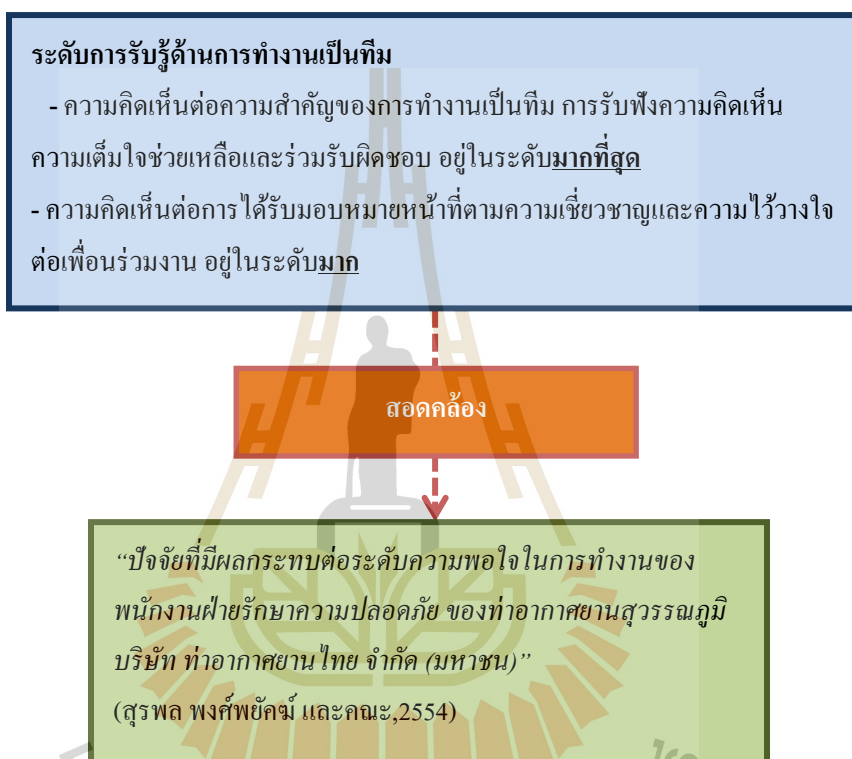 ระดับการรับรู้ด้านการทำงานเป็นทีม
- ความคิดเห็นต่อความสำคัญของการทำงานเป็นทีม การรับฟังความคิดเห็น
ความเต็มใจช่วยเหลือและร่วมรับผิดชอบ อยู่ในระดับมากที่สุด
- ความคิดเห็นต่อการได้รับมอบหมายหน้าที่ตามความเชี่ยวชาญและความไว้วางใจ
ต่อเพื่อนร่วมงาน อยู่ในระดับมาก
สอดคล้อง
“ปัจจัยที่มีผลกระทบต่อระดับความพอใจในการทำงานของ
พนักงานฝ่ายรักษาความปลอดภัย ของท่าอากาศยานสุวรรณภูมิ
บริษัท ท่าอากาศยานไทย จำกัด (มหาชน)”
(สุรพล พงศ์พยัคฆ์ และคณะ,2554)